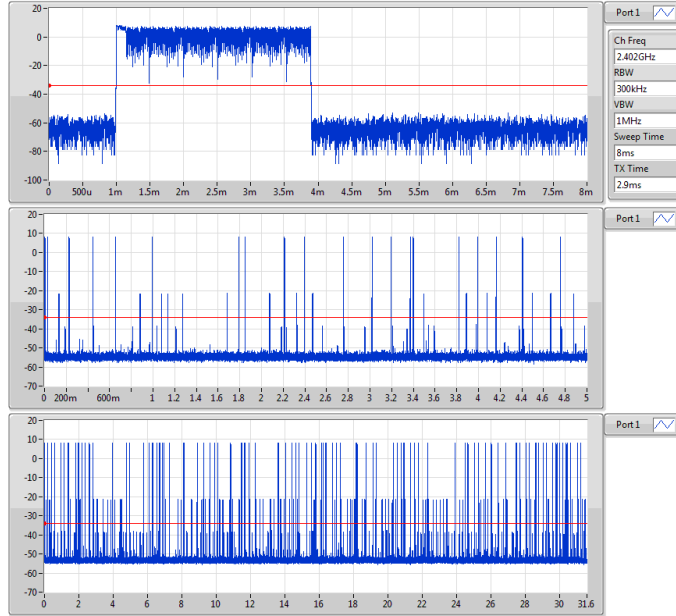 Port 1
20
0
-20
-40
-60
-80
-100
0 500u 1m 1.5m 2m 2.5m 3m 3.5m 4m 4.5m 5m 5.5m 6m 6.5m 7m 7.5m 8m
Ch Freq
2.402GHz
RBW
300kHz
VBW
1MHz
Sweep Time
8ms
TX Time
2.9ms
Port 1
20
10
0
-10
-20
-30
-40
-50
-60
-70
0 200m 600m 1 1.2 1.4 1.6 1.8 2 2.2 2.4 2.6 2.8 3 3.2 3.4 3.6 3.8 4 4.2 4.4 4.6 4.8 5
Port 1
20
10
0
-10
-20
-30
-40
-50
-60
-70
0 2 4 6 8 10 12 14 16 18 20 22 24 26 28 30 31.6